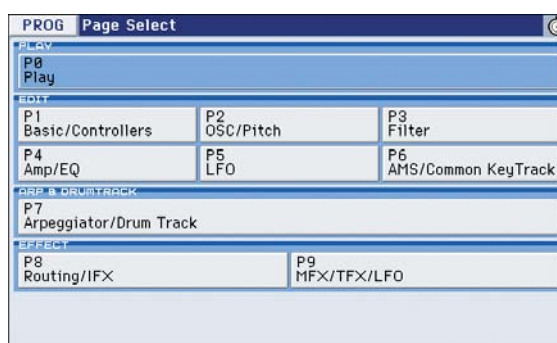 PROG Page Select
PLAY
P0
Play
EDIT
P1
Basic/Controllers
P2
OSC/Pitch
P3
Filter
P4
Amp/EQ
P5
LFO
P6
AMS/Common KeyTrack
ARP & DRUMTRACK
P7
Arpeggiator/Drum Track
EFFECT
P8
Routing/IFX
P9
MFX/TFX/LFO